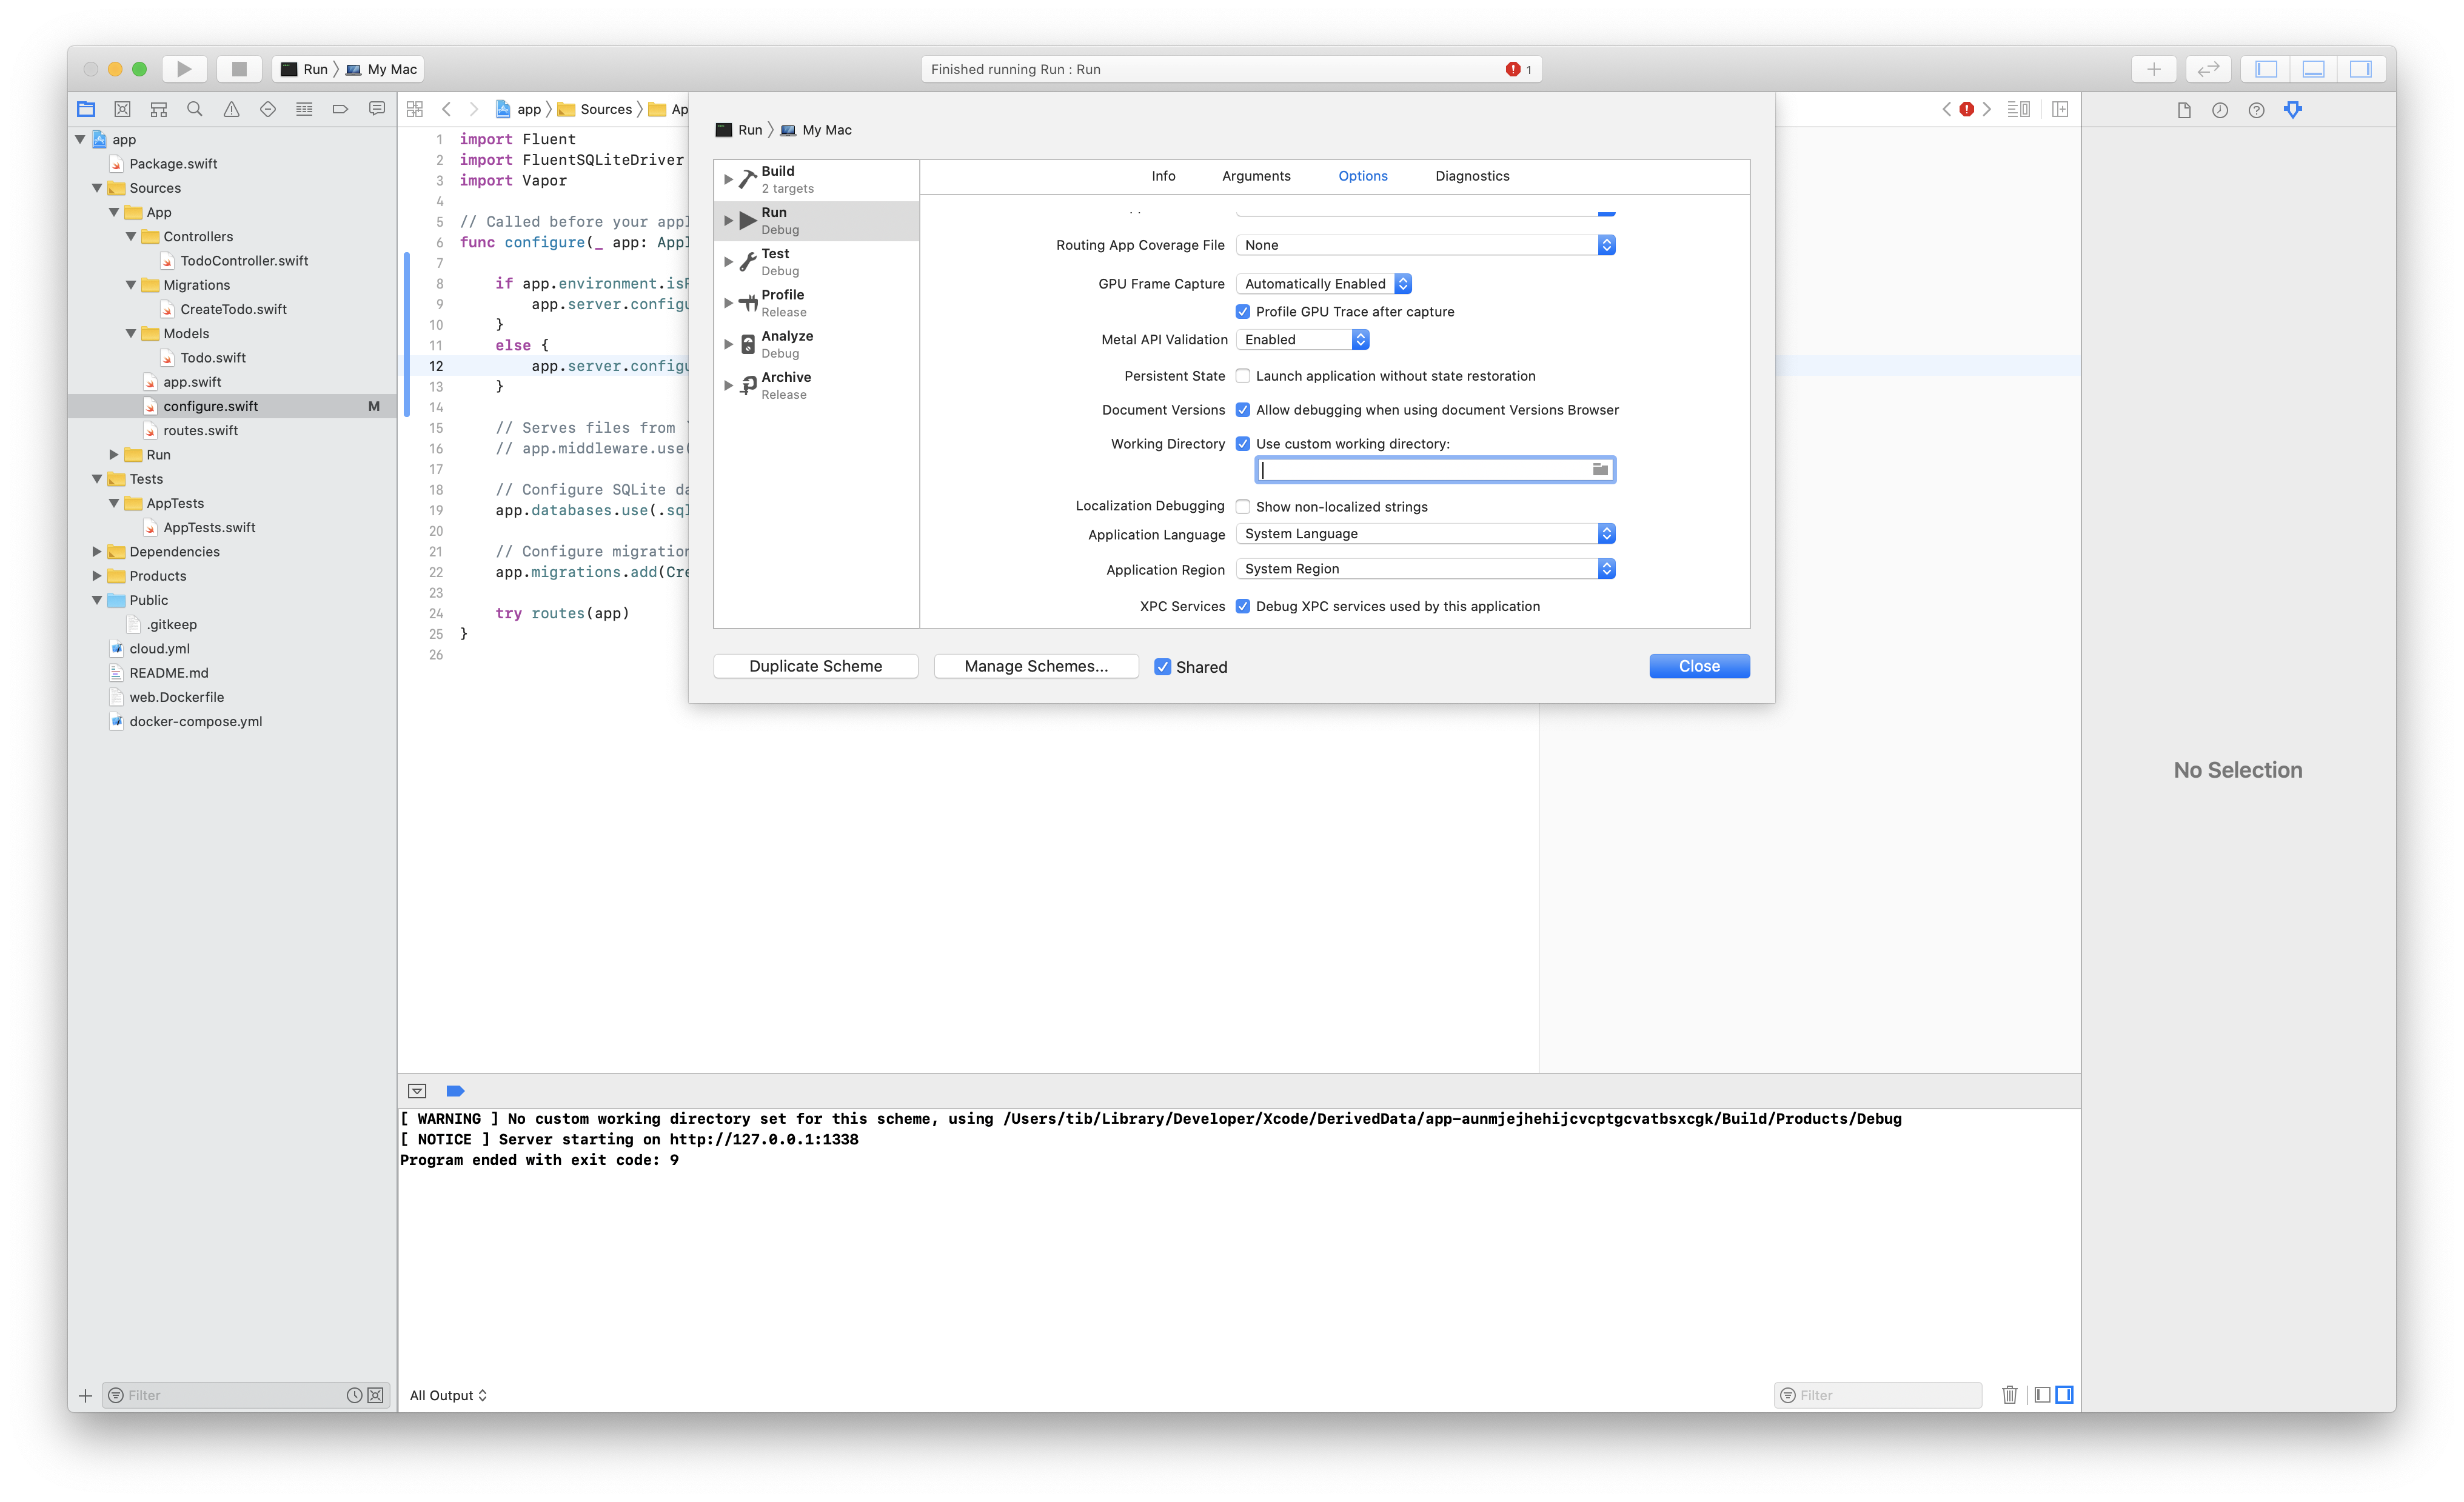 Run 〉 My Mac
Finished running Run : Run
1
app
Package.swift
Sources
App
Controllers
TodoController.swift
Migrations
CreateTodo.swift
Models
Todo.swift
app.swift
configure.swift M
routes.swift
Run
Tests
AppTests
AppTests.swift
Dependencies
Products
Public
.gitkeep
cloud.yml
README.md
web.Dockerfile
docker-compose.yml
Filter
app 〉 Sources 〉 Ap
1 import Fluent
2 import FluentSQLiteDriver
3 import Vapor
4
5 // Called before your appl
6 func configure(_ app: Appl
7
8 if app.environment.is
9 app.server.config
10 }
11 else {
12 app.server.config
13 }
14
15 // Serves files from `
16 // app.middleware.use(
17
18 // Configure SQLite da
19 app.databases.use(.sql
20
21 // Configure migration
22 app.migrations.add(Cre
23
24 try routes(app)
25 }
26
Run 〉 My Mac
Build
2 targets
Run
Debug
Test
Debug
Profile
Release
Analyze
Debug
Archive
Release
Info Arguments Options Diagnostics
Routing App Coverage File None
GPU Frame Capture Automatically Enabled
Profile GPU Trace after capture
Metal API Validation Enabled
Persistent State Launch application without state restoration
Document Versions Allow debugging when using document Versions Browser
Working Directory Use custom working directory:
Localization Debugging Show non-localized strings
Application Language System Language
Application Region System Region
XPC Services Debug XPC services used by this application
Duplicate Scheme Manage Schemes... Shared Close
No Selection
[ WARNING ] No custom working directory set for this scheme, using /Users/tib/Library/Developer/Xcode/DerivedData/app-aunmjejhehijcvcptgcvatbsxcgk/Build/Products/Debug
[ NOTICE ] Server starting on http://127.0.0.1:1338
Program ended with exit code: 9
All Output
Filter